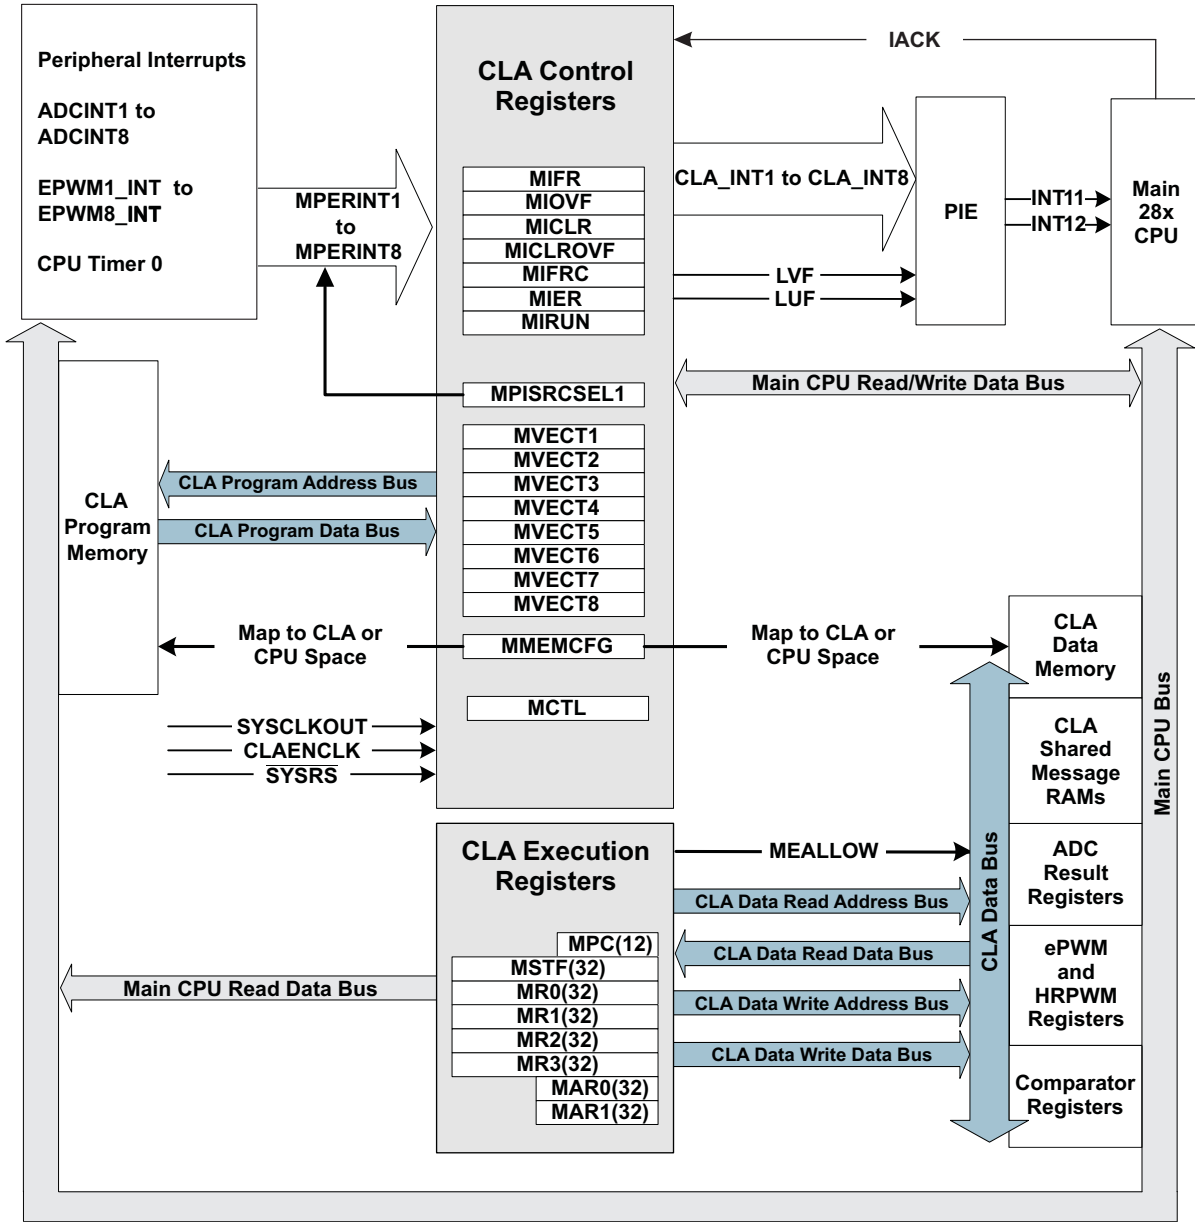 Peripheral Interrupts
ADCINT1 to
ADCINT8
EPWM1_INT to
EPWM8_INT
CPU Timer 0
MPERINT1
to
MPERINT8
CLA Control
Registers
MIFR
MIOVF
MICLR
MICLROVF
MIFRC
MIER
MIRUN
MPISRCSEL1
MVECT1
MVECT2
MVECT3
MVECT4
MVECT5
MVECT6
MVECT7
MVECT8
MMEMCFG
MCTL
IACK
CLA_INT1 to CLA_INT8
LVF
LUF
PIE
INT11
INT12
Main
28x
CPU
Main CPU Read/Write Data Bus
CLA Program Address Bus
CLA Program Data Bus
CLA
Program
Memory
Map to CLA or
CPU Space
Map to CLA or
CPU Space
SYSCLKOUT
CLAENCLK
SYSRS
CLA
Data
Memory
CLA
Shared
Message
RAMs
ADC
Result
Registers
ePWM
and
HRPWM
Registers
Comparator
Registers
Main CPU Bus
CLA Data Bus
CLA Execution
Registers
MPC(12)
MSTF(32)
MR0(32)
MR1(32)
MR2(32)
MR3(32)
MAR0(32)
MAR1(32)
MEALLOW
CLA Data Read Address Bus
CLA Data Read Data Bus
CLA Data Write Address Bus
CLA Data Write Data Bus
Main CPU Read Data Bus